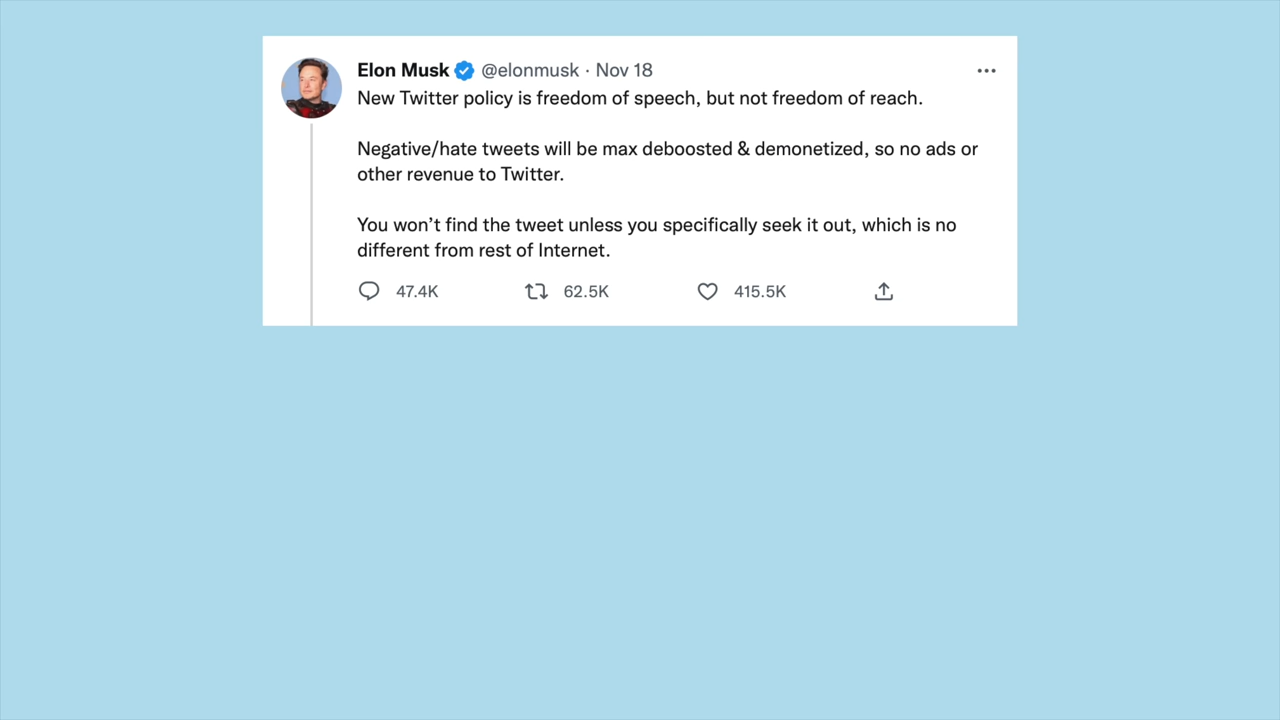 Elon Musk @elonmusk · Nov 18
New Twitter policy is freedom of speech, but not freedom of reach.
Negative/hate tweets will be max deboosted & demonetized, so no ads or
other revenue to Twitter.
You won’t find the tweet unless you specifically seek it out, which is no
different from rest of Internet.
47.4K 62.5K 415.5K